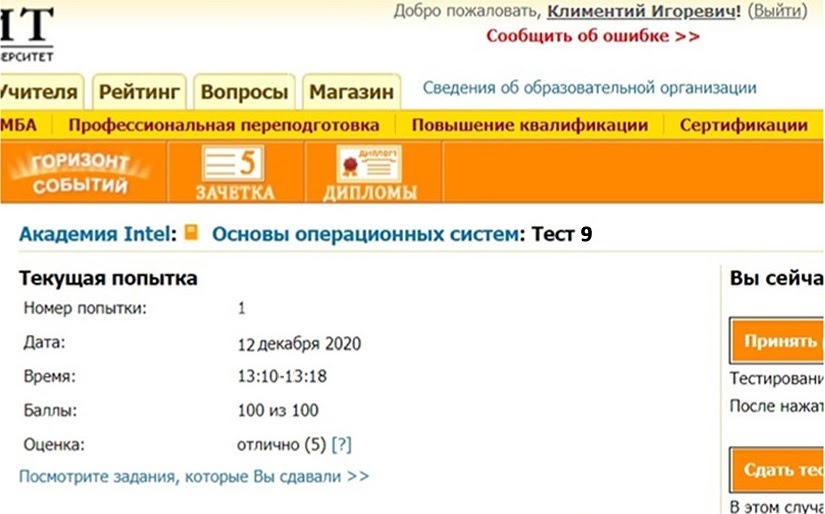 ИТ
ЕРСИТЕТ
Добро пожаловать, Климентий Игоревич! (Выйти)
Сообщить об ошибке >>
Учителя Рейтинг Вопросы Магазин Сведения об образовательной организации
МБА Профессиональная переподготовка Повышение квалификации Сертификации
ГОРИЗОНТ СОБЫТИЙ
5 ЗАЧЕТКА
ДИПЛОМ ДИПЛОМЫ
Академия Intel: Основы операционных систем: Тест 9
Текущая попытка
Номер попытки: 1
Дата: 12 декабря 2020
Время: 13:10-13:18
Баллы: 100 из 100
Оценка: отлично (5) [?]
Посмотрите задания, которые Вы сдавали >>
Вы сейча
Принять
Тестировани
После нажат
Сдать тес
В этом случа